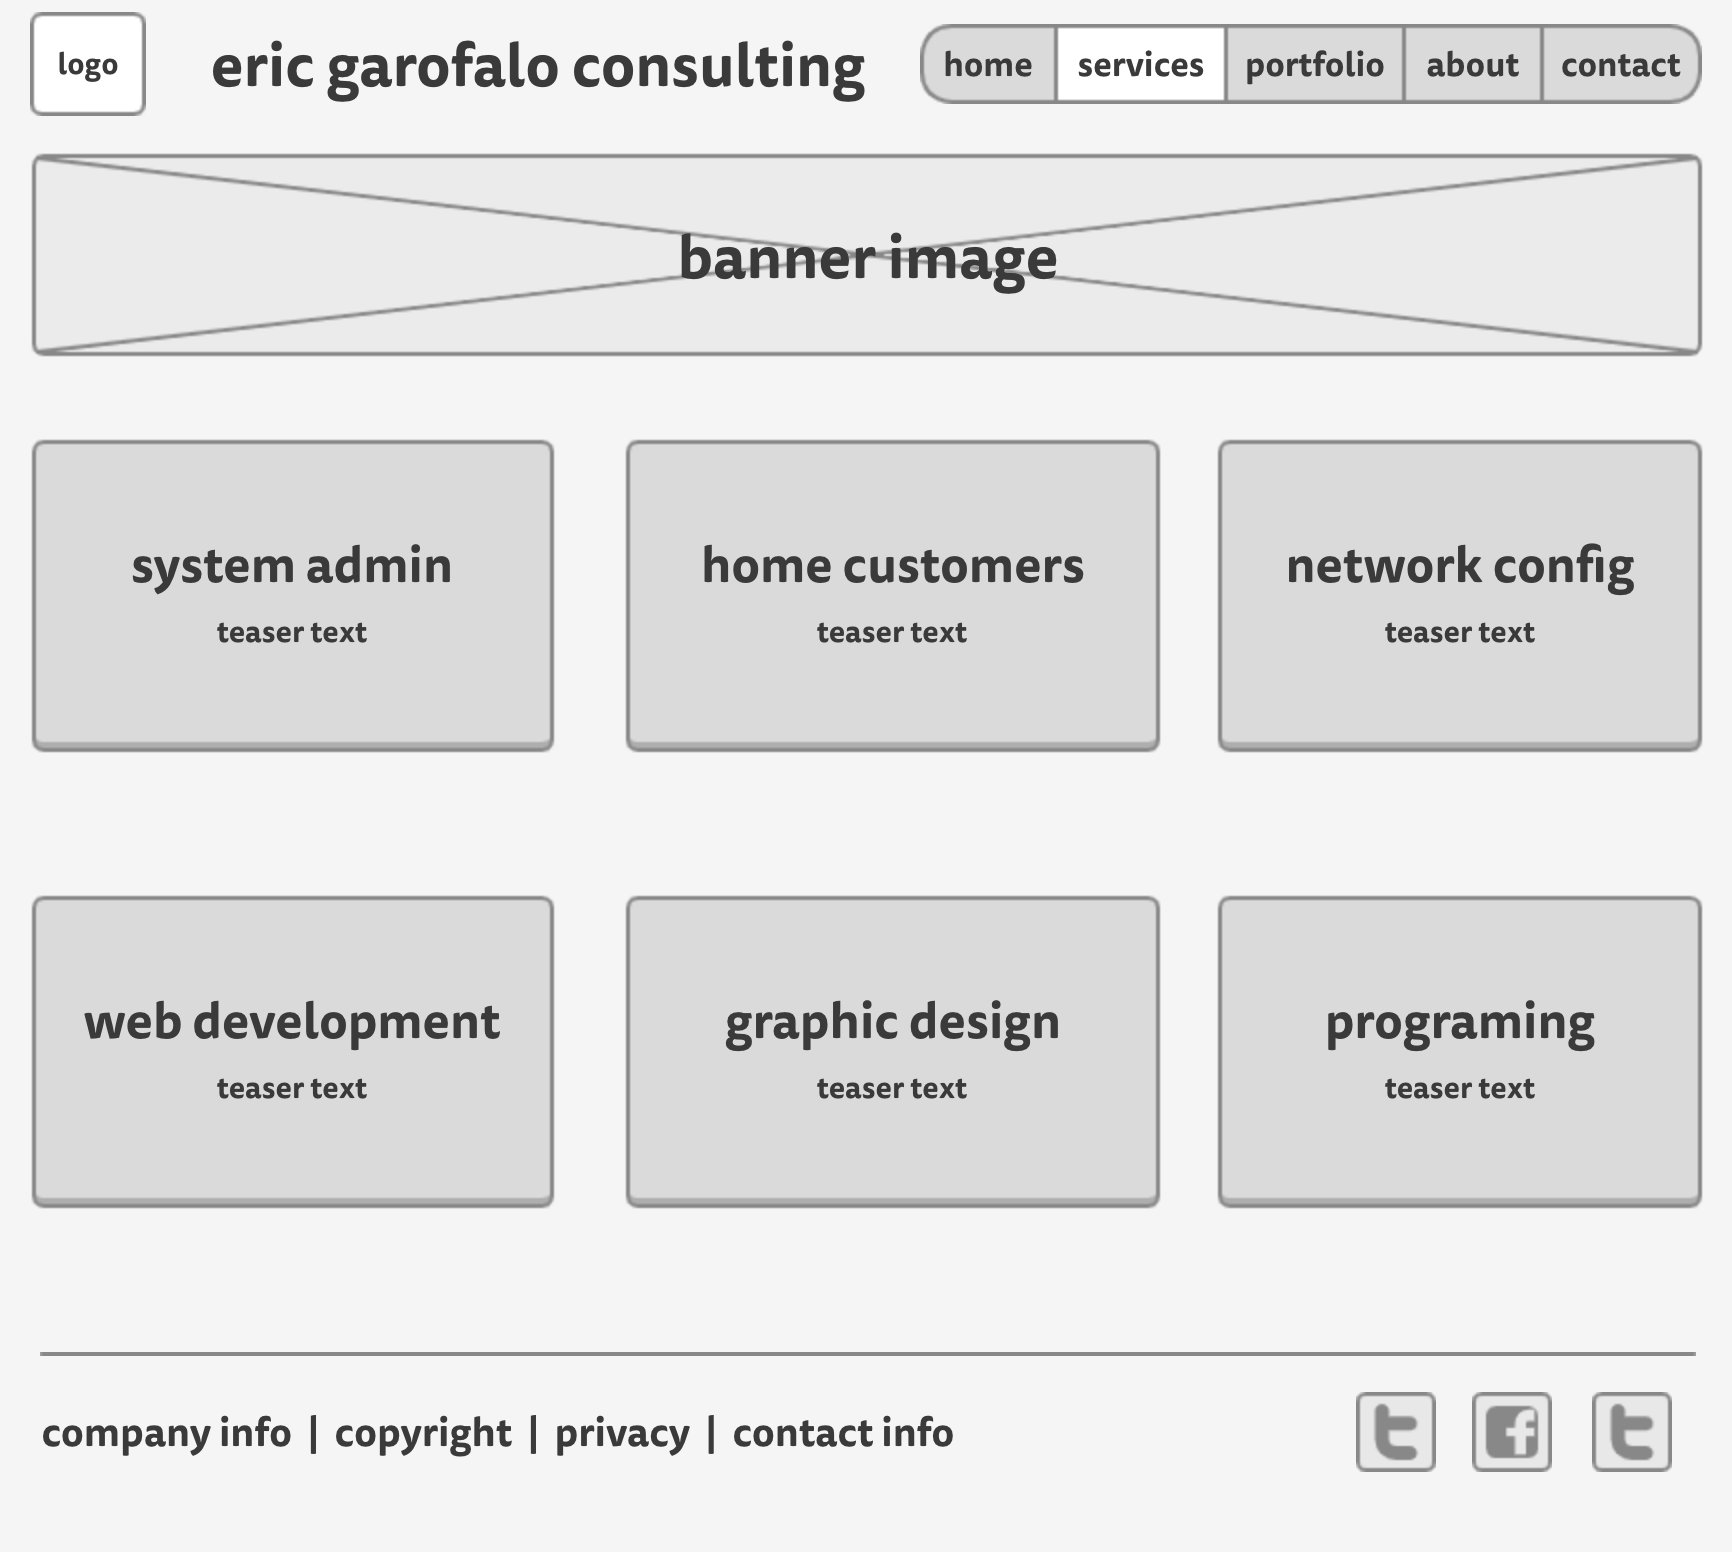 logo
eric garofalo consulting
home services portfolio about contact
banner image
system admin
teaser text
home customers
teaser text
network config
teaser text
web development
teaser text
graphic design
teaser text
programing
teaser text
company info | copyright | privacy | contact info